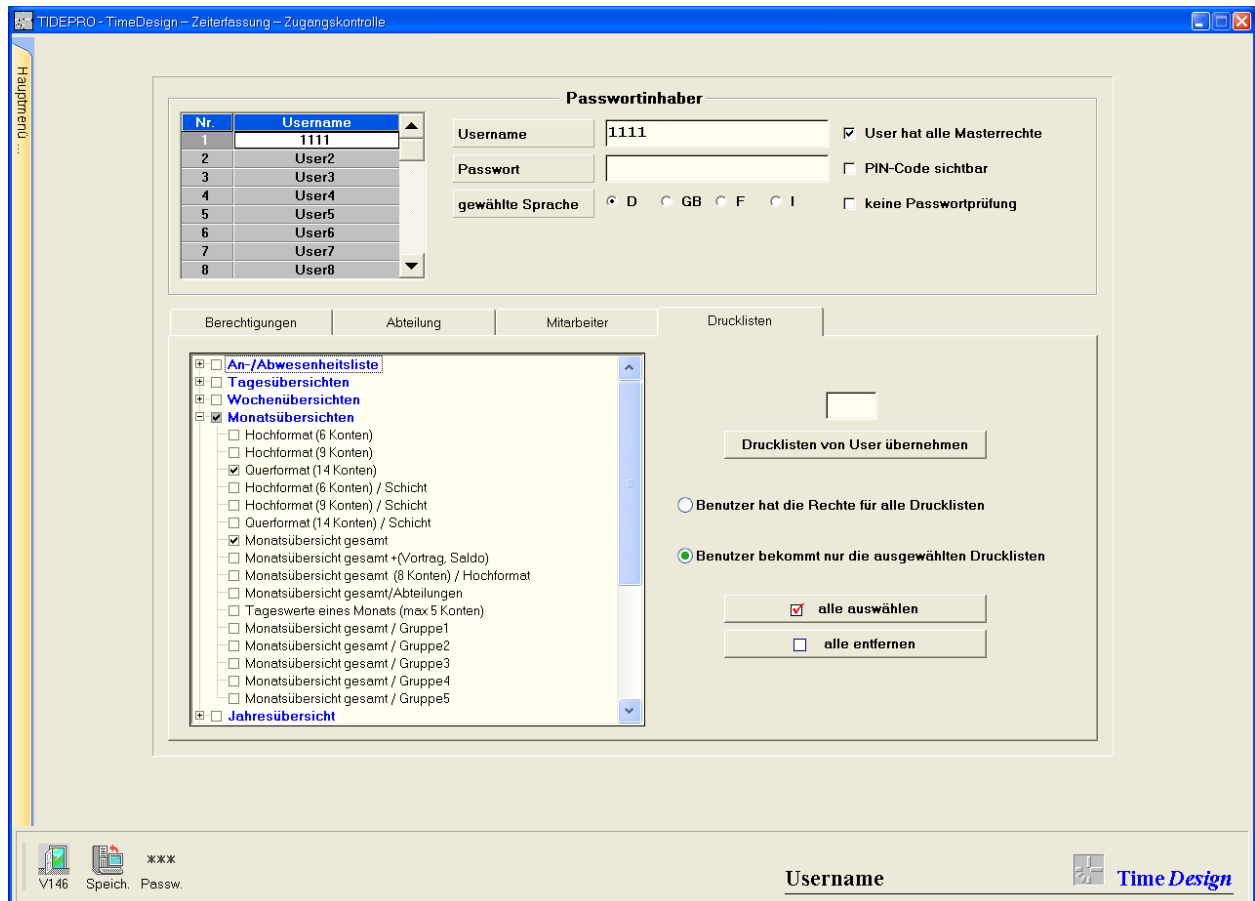 TIDEPRO - TimeDesign – Zeiterfassung – Zugangskontrolle
Hauptmenü ...
Passwortinhaber
Nr. Username
1 1111
2 User2
3 User3
4 User4
5 User5
6 User6
7 User7
8 User8
Username 1111 User hat alle Masterrechte
Passwort PIN-Code sichtbar
gewählte Sprache D GB F I keine Passwortprüfung
Berechtigungen Abteilung Mitarbeiter Drucklisten
An-/Abwesenheitsliste
Tagesübersichten
Wochenübersichten
Monatsübersichten
Hochformat (6 Konten)
Hochformat (9 Konten)
Querformat (14 Konten)
Hochformat (6 Konten) / Schicht
Hochformat (9 Konten) / Schicht
Querformat (14 Konten) / Schicht
Monatsübersicht gesamt
Monatsübersicht gesamt +(Vortrag, Saldo)
Monatsübersicht gesamt (8 Konten) / Hochformat
Monatsübersicht gesamt/Abteilungen
Tageswerte eines Monats (max 5 Konten)
Monatsübersicht gesamt / Gruppe1
Monatsübersicht gesamt / Gruppe2
Monatsübersicht gesamt / Gruppe3
Monatsübersicht gesamt / Gruppe4
Monatsübersicht gesamt / Gruppe5
Jahresübersicht
Drucklisten von User übernehmen
Benutzer hat die Rechte für alle Drucklisten
Benutzer bekommt nur die ausgewählten Drucklisten
alle auswählen
alle entfernen
***
V146 Speich. Passw.
Username
Time Design